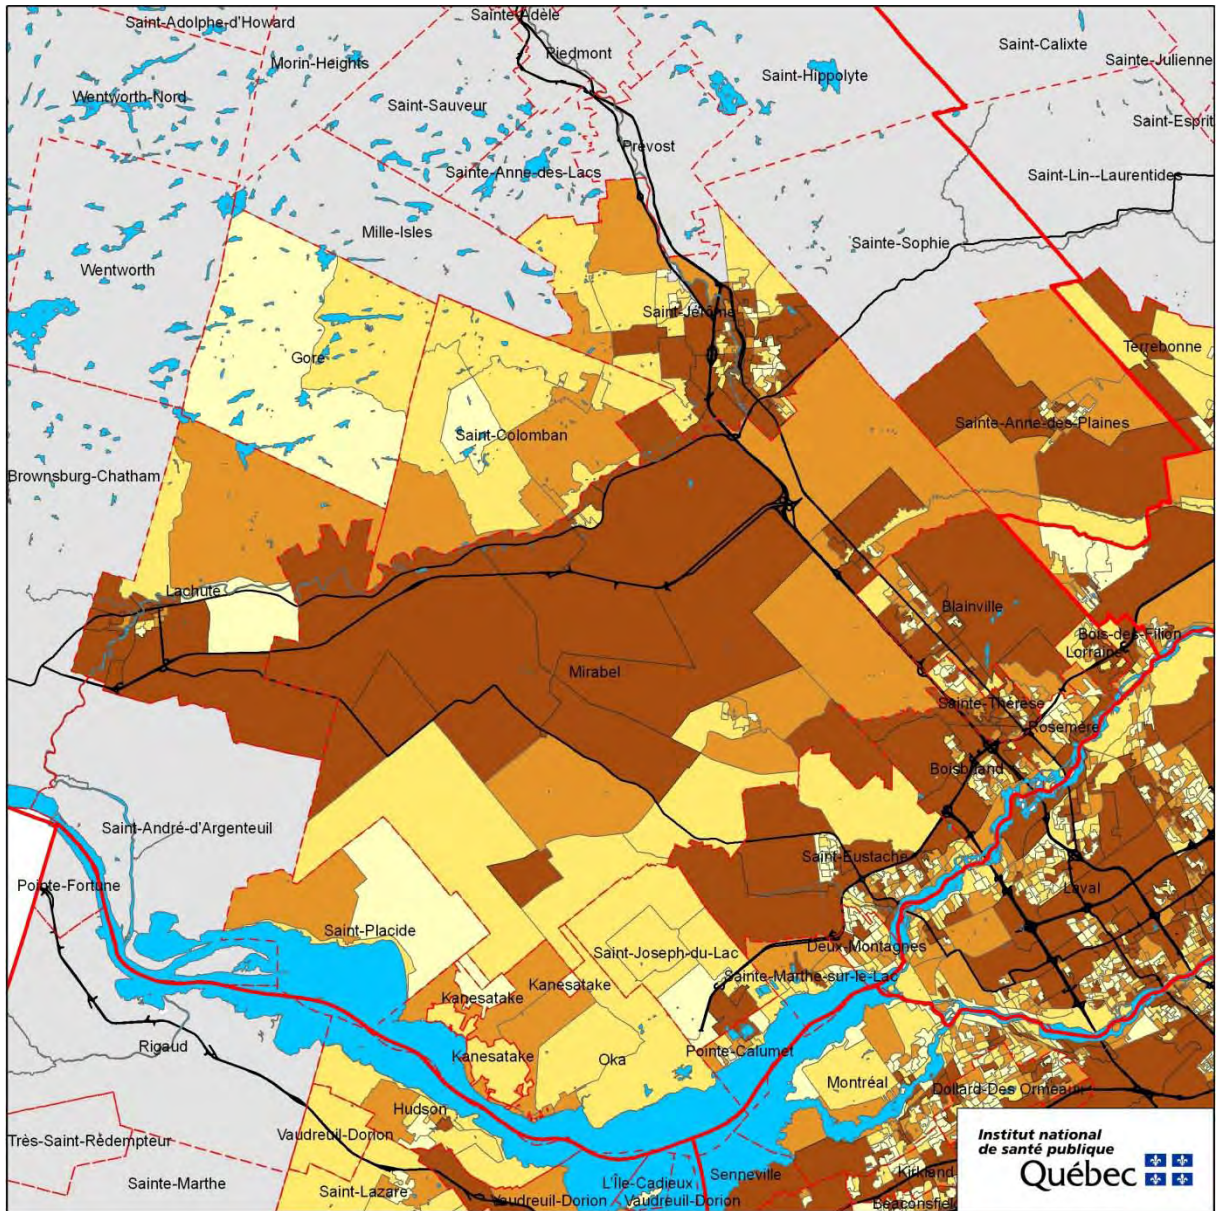 Saint-Adolphe-d'Howard
Sainte-Adèle
Saint-Calixte
Piedmont
Sainte-Julienne
Morin-Heights
Saint-Hippolyte
Wentworth-Nord
Saint-Sauveur
Saint-Esprit
Prévost
Sainte-Anne-des-Lacs
Saint-Lin--Laurentides
Mille-Isles
Sainte-Sophie
Wentworth
Saint-Jérôme
Terrebonne
Gore
Sainte-Anne-des-Plaines
Saint-Colomban
Brownsburg-Chatham
Lachute
Blainville
Bois-des-Filion
Lorraine
Mirabel
Sainte-Thérèse
Rosemère
Boisbriand
Saint-André-d'Argenteuil
Saint-Eustache
Pointe-Fortune
Laval
Saint-Placide
Deux-Montagnes
Saint-Joseph-du-Lac
Sainte-Marthe-sur-le-Lac
Kanesatake
Kanesatake
Rigaud
Kanesatake
Oka
Pointe-Calumet
Montréal
Dollard-Des Ormeaux
Hudson
Vaudreuil-Dorion
Très-Saint-Rédempteur
Kirkland
Senneville
Sainte-Marthe
Saint-Lazare
L'Île-Cadieux
Vaudreuil-Dorion
Vaudreuil-Dorion
Beaconsfield
Institut national
de santé publique
Québec